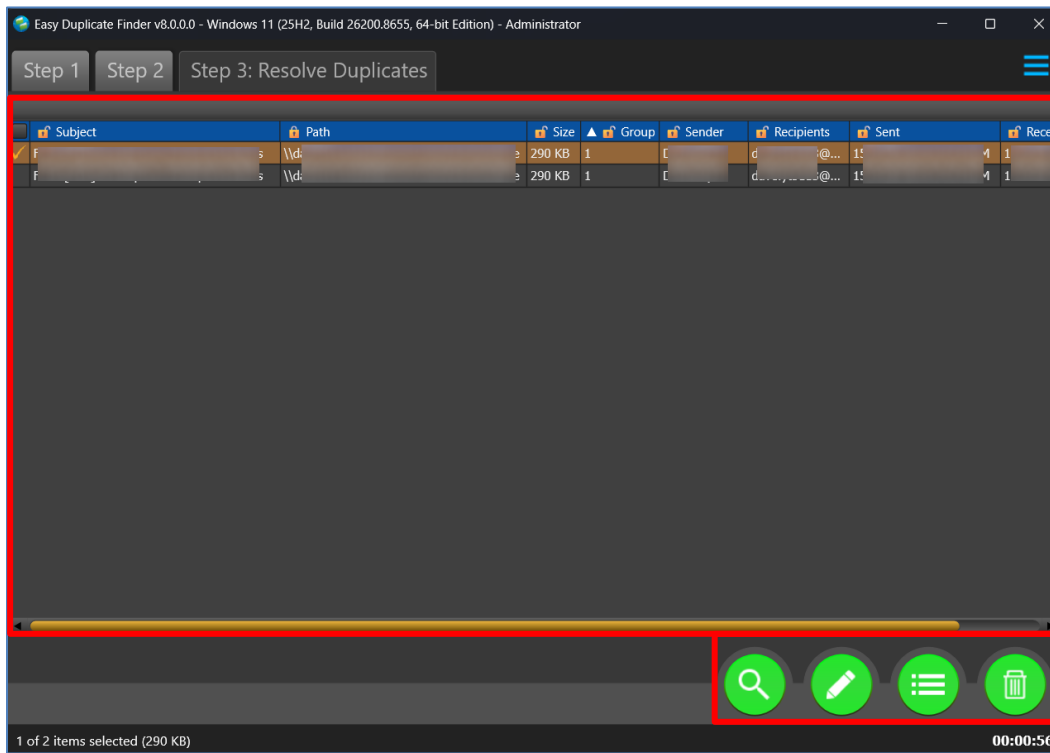 Easy Duplicate Finder v8.0.0.0 - Windows 11 (25H2, Build 26200.8655, 64-bit Edition) - Administrator
Step 1 Step 2 Step 3: Resolve Duplicates
Subject Path Size Group Sender Recipients Sent Rece
290 KB 1
290 KB 1
1 of 2 items selected (290 KB) 00:00:56